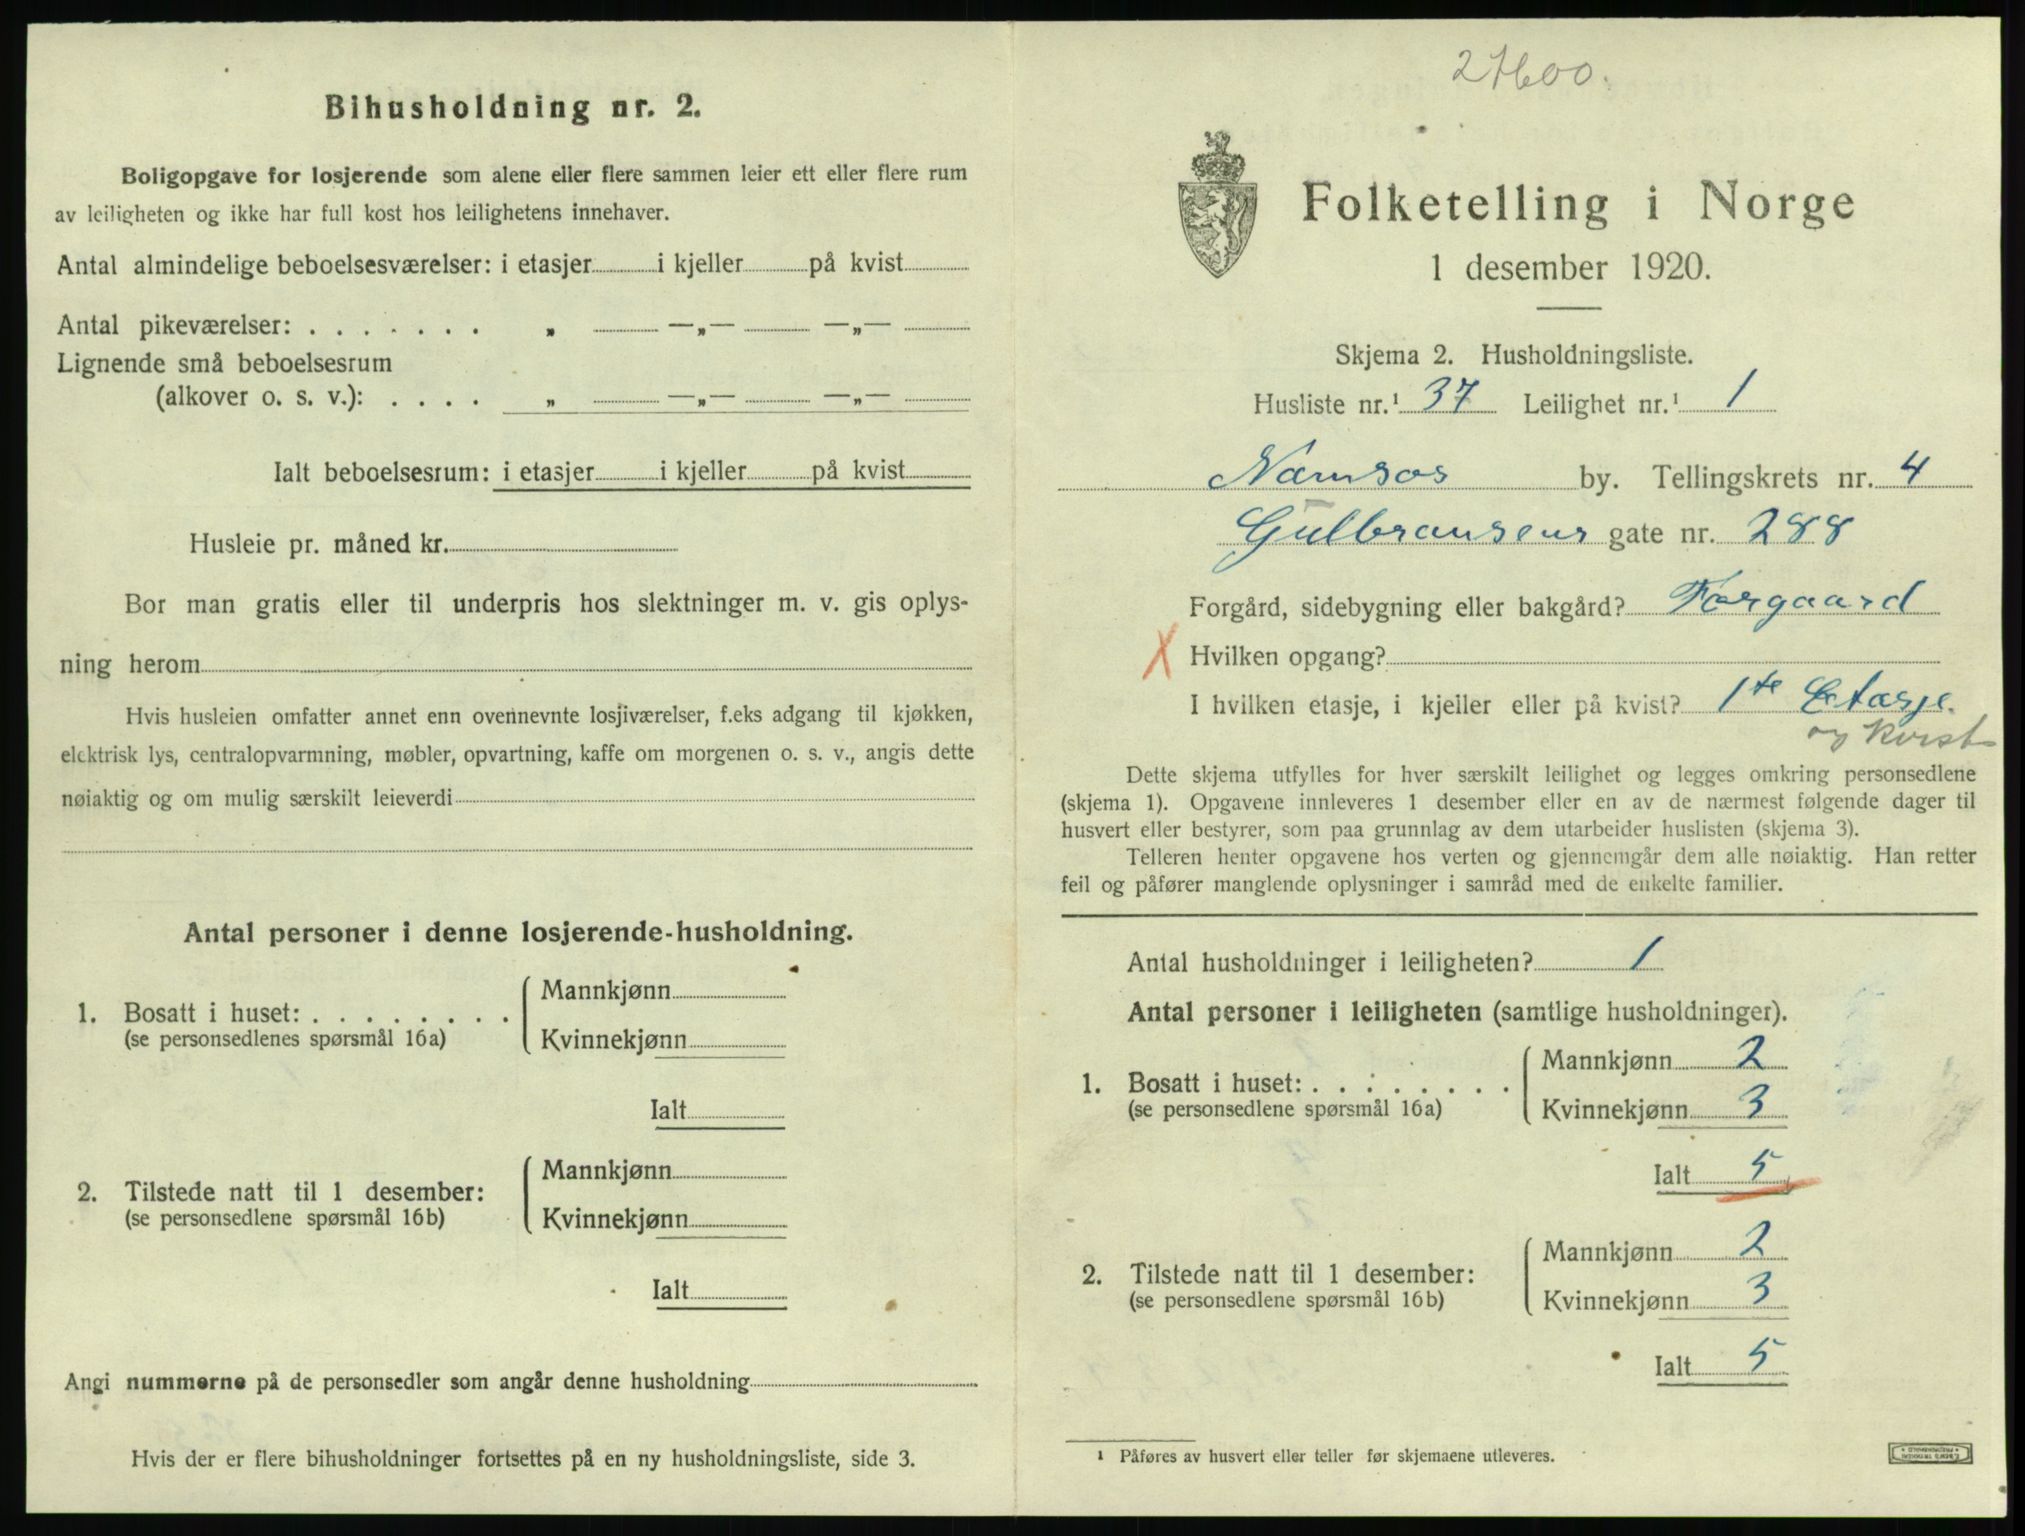 Bihusholdning nr. 2.
Boligopgave for losjerende som alene eller flere sammen leier ett eller flere rum
av leiligheten og ikke har full kost hos leilighetens innehaver.
Antal almindelige beboelsesværelser: i etasjer i kjeller på kvist
Antal pikeværelser: . . . . . . . „ —„— —„—
Lignende små beboelsesrum
(alkover o. s. v.): . . . . „ —„— —„—
Ialt beboelsesrum: i etasjer i kjeller på kvist
Husleie pr. måned kr.
Bor man gratis eller til underpris hos slektninger m. v. gis oplys-
ning herom
Hvis husleien omfatter annet enn ovennevnte losjiværelser, f.eks adgang til kjøkken,
elektrisk lys, centralopvarmning, møbler, opvartning, kaffe om morgenen o. s. v., angis dette
nøiaktig og om mulig særskilt leieverdi
Antal personer i denne losjerende-husholdning.
1. Bosatt i huset: . . . . . . . .
(se personsedlenes spørsmål 16a)
Mannkjønn
Kvinnekjønn
Ialt
2. Tilstede natt til 1 desember:
(se personsedlene spørsmål 16b)
Mannkjønn
Kvinnekjønn
Ialt
Angi nummerne på de personsedler som angår denne husholdning
Hvis der er flere bihusholdninger fortsettes på en ny husholdningsliste, side 3.
27600.
Folketelling i Norge
1 desember 1920.
Skjema 2. Husholdningsliste.
Husliste nr.¹ 37 Leilighet nr.¹ 1
Namsos by. Tellingskrets nr. 4
Gulbransens gate nr. 288
Forgård, sidebygning eller bakgård? Forgaard
X Hvilken opgang?
I hvilken etasje, i kjeller eller på kvist? 1te Etasje.
og Kvist
Dette skjema utfylles for hver særskilt leilighet og legges omkring personsedlene
(skjema 1). Opgavene innleveres 1 desember eller en av de nærmest følgende dager til
husvert eller bestyrer, som paa grunnlag av dem utarbeider huslisten (skjema 3).
Telleren henter opgavene hos verten og gjennemgår dem alle nøiaktig. Han retter
feil og påfører manglende oplysninger i samråd med de enkelte familier.
Antal husholdninger i leiligheten? 1
Antal personer i leiligheten (samtlige husholdninger).
1. Bosatt i huset: . . . . . . . .
(se personsedlene spørsmål 16a)
Mannkjønn 2
Kvinnekjønn 3
Ialt 5
2. Tilstede natt til 1 desember:
(se personsedlene spørsmål 16b)
Mannkjønn 2
Kvinnekjønn 3
Ialt 5
¹ Påføres av husvert eller teller før skjemaene utleveres.